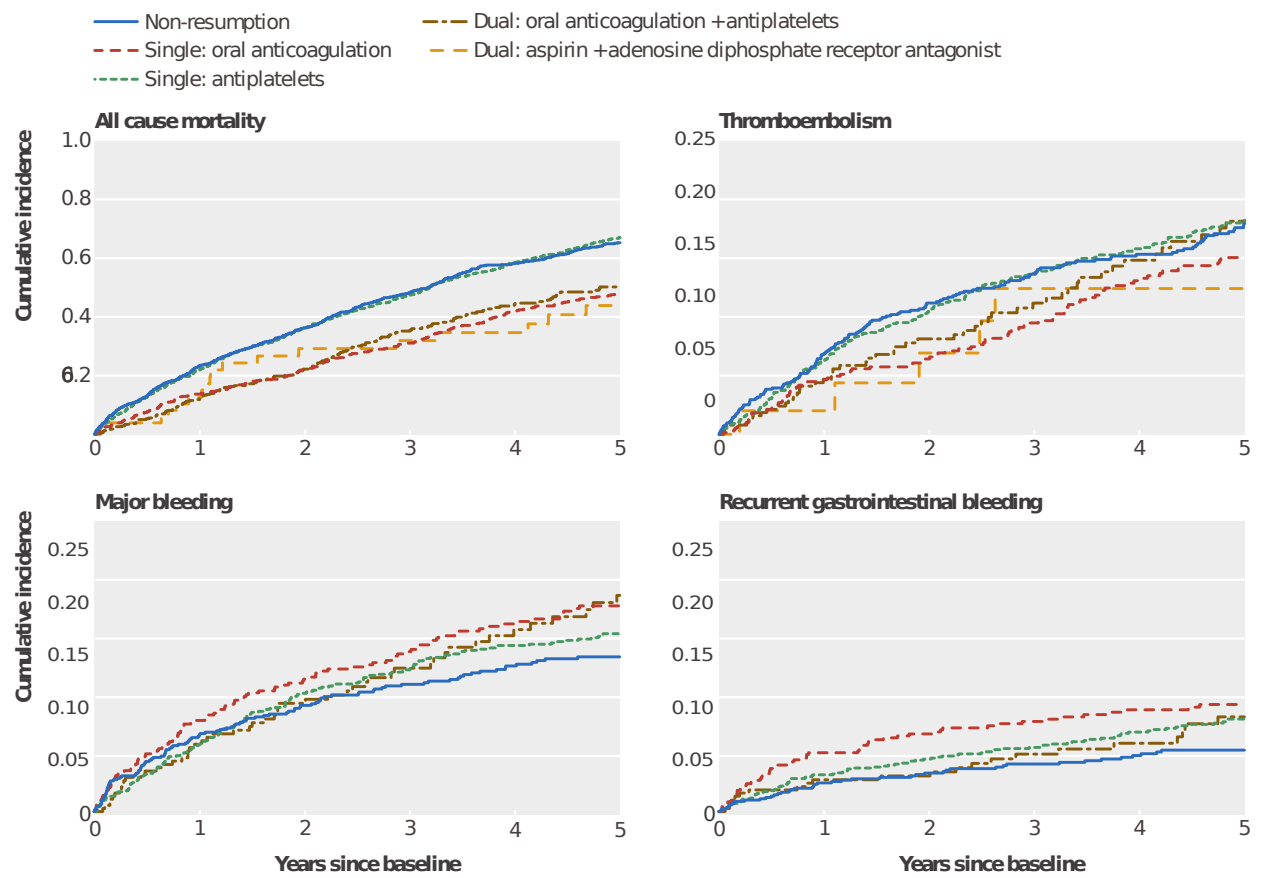 Non-resumption
Single: oral anticoagulation
Single: antiplatelets
Dual: oral anticoagulation + antiplatelets
Dual: aspirin + adenosine diphosphate receptor antagonist
All cause mortality
Cumulative incidence
1.0
0.8
0.6
0.4
0 1 2 3 4 5
Thromboembolism
0.25
0.20
0.15
0.10
0.05
0
0 1 2 3 4 5
Major bleeding
Cumulative incidence
0.25
0.20
0.15
0.10
0.05
0
0 1 2 3 4 5
Years since baseline
Recurrent gastrointestinal bleeding
0.25
0.20
0.15
0.10
0.05
0
0 1 2 3 4 5
Years since baseline